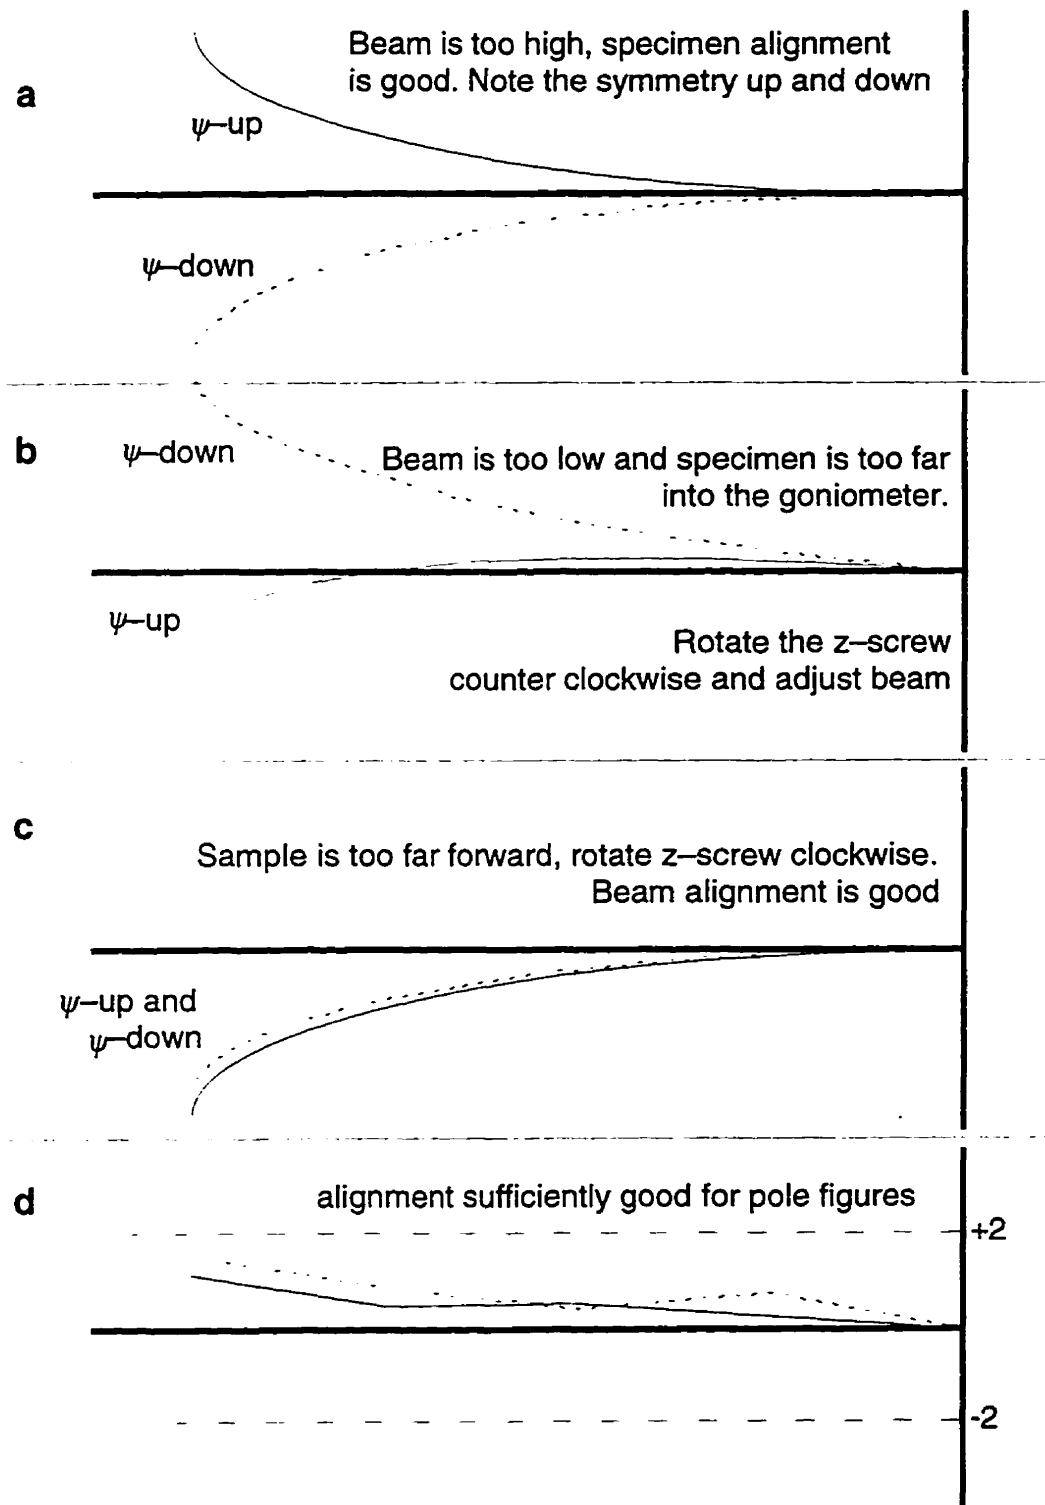 a
Beam is too high, specimen alignment
is good. Note the symmetry up and down
ψ–up
ψ–down
b
ψ–down
Beam is too low and specimen is too far
into the goniometer.
ψ–up
Rotate the z–screw
counter clockwise and adjust beam
c
Sample is too far forward, rotate z–screw clockwise.
Beam alignment is good
ψ–up and
ψ–down
d
alignment sufficiently good for pole figures
+2
-2